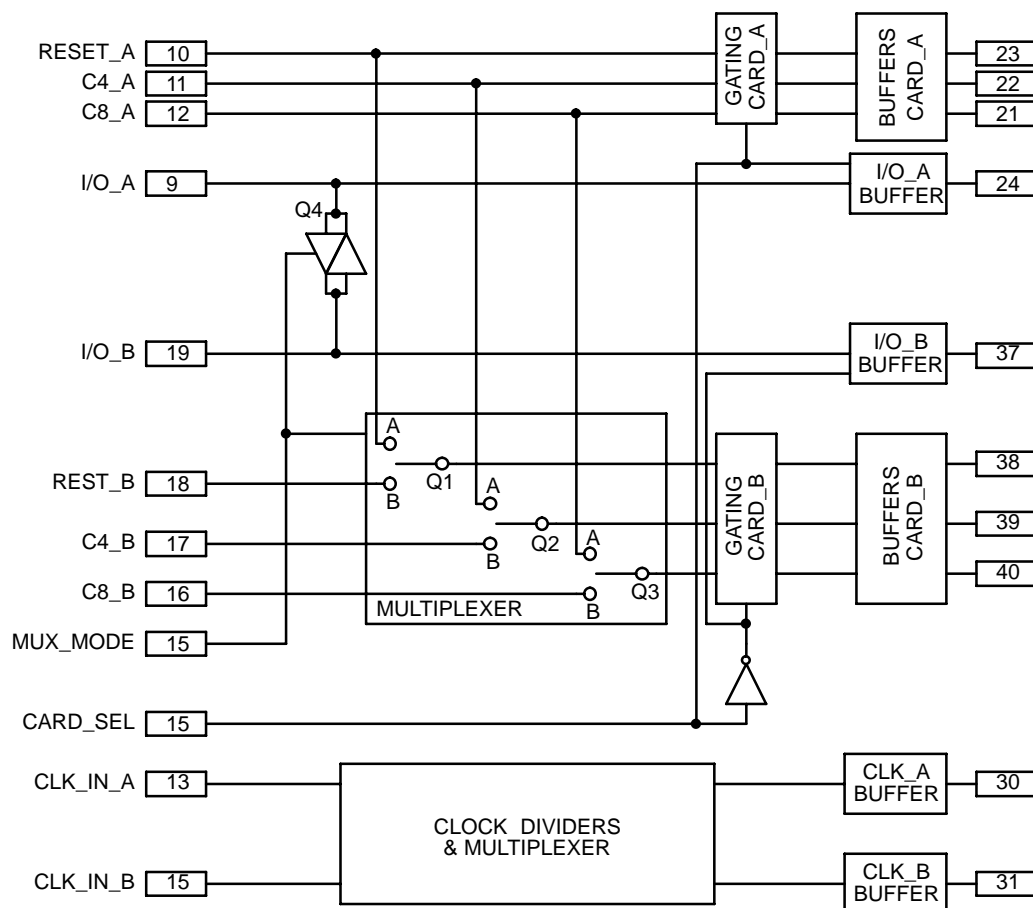 RESET_A 10 GATING CARD_A BUFFERS CARD_A 23
C4_A 11 22
C8_A 12 21
I/O_A 9 I/O_A BUFFER 24
Q4
I/O_B 19 I/O_B BUFFER 37
A
REST_B 18 B Q1 GATING CARD_B BUFFERS CARD_B 38
A
C4_B 17 B Q2 39
A
C8_B 16 B Q3 40
MULTIPLEXER
MUX_MODE 15
CARD_SEL 15
CLK_IN_A 13 CLK_A BUFFER 30
CLOCK DIVIDERS
& MULTIPLEXER
CLK_IN_B 15 CLK_B BUFFER 31